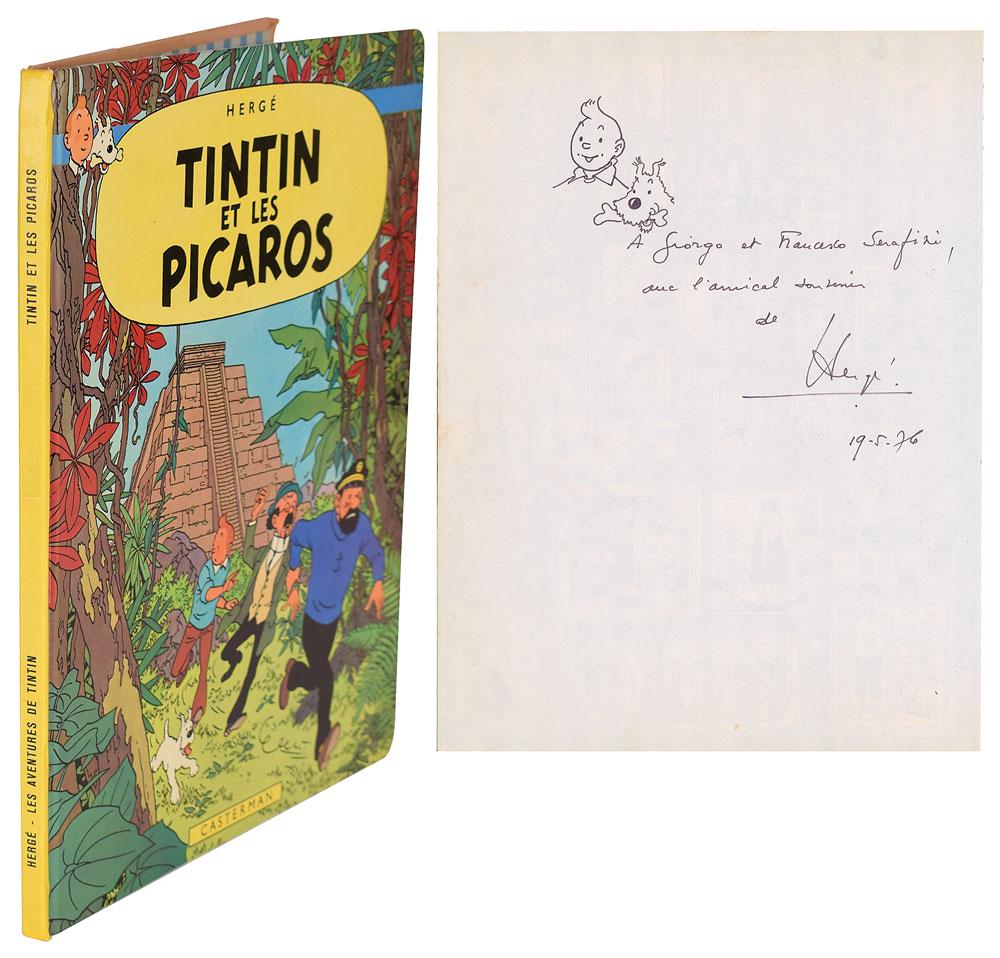 HERGÉ
TINTIN
ET LES
PICAROS
CASTERMAN
TINTIN ET LES PICAROS
HERGÉ - LES AVENTURES DE TINTIN
A Giorgo et Francesco Serafini,
avec l'amical souvenir
de
Hergé.
19-5-76